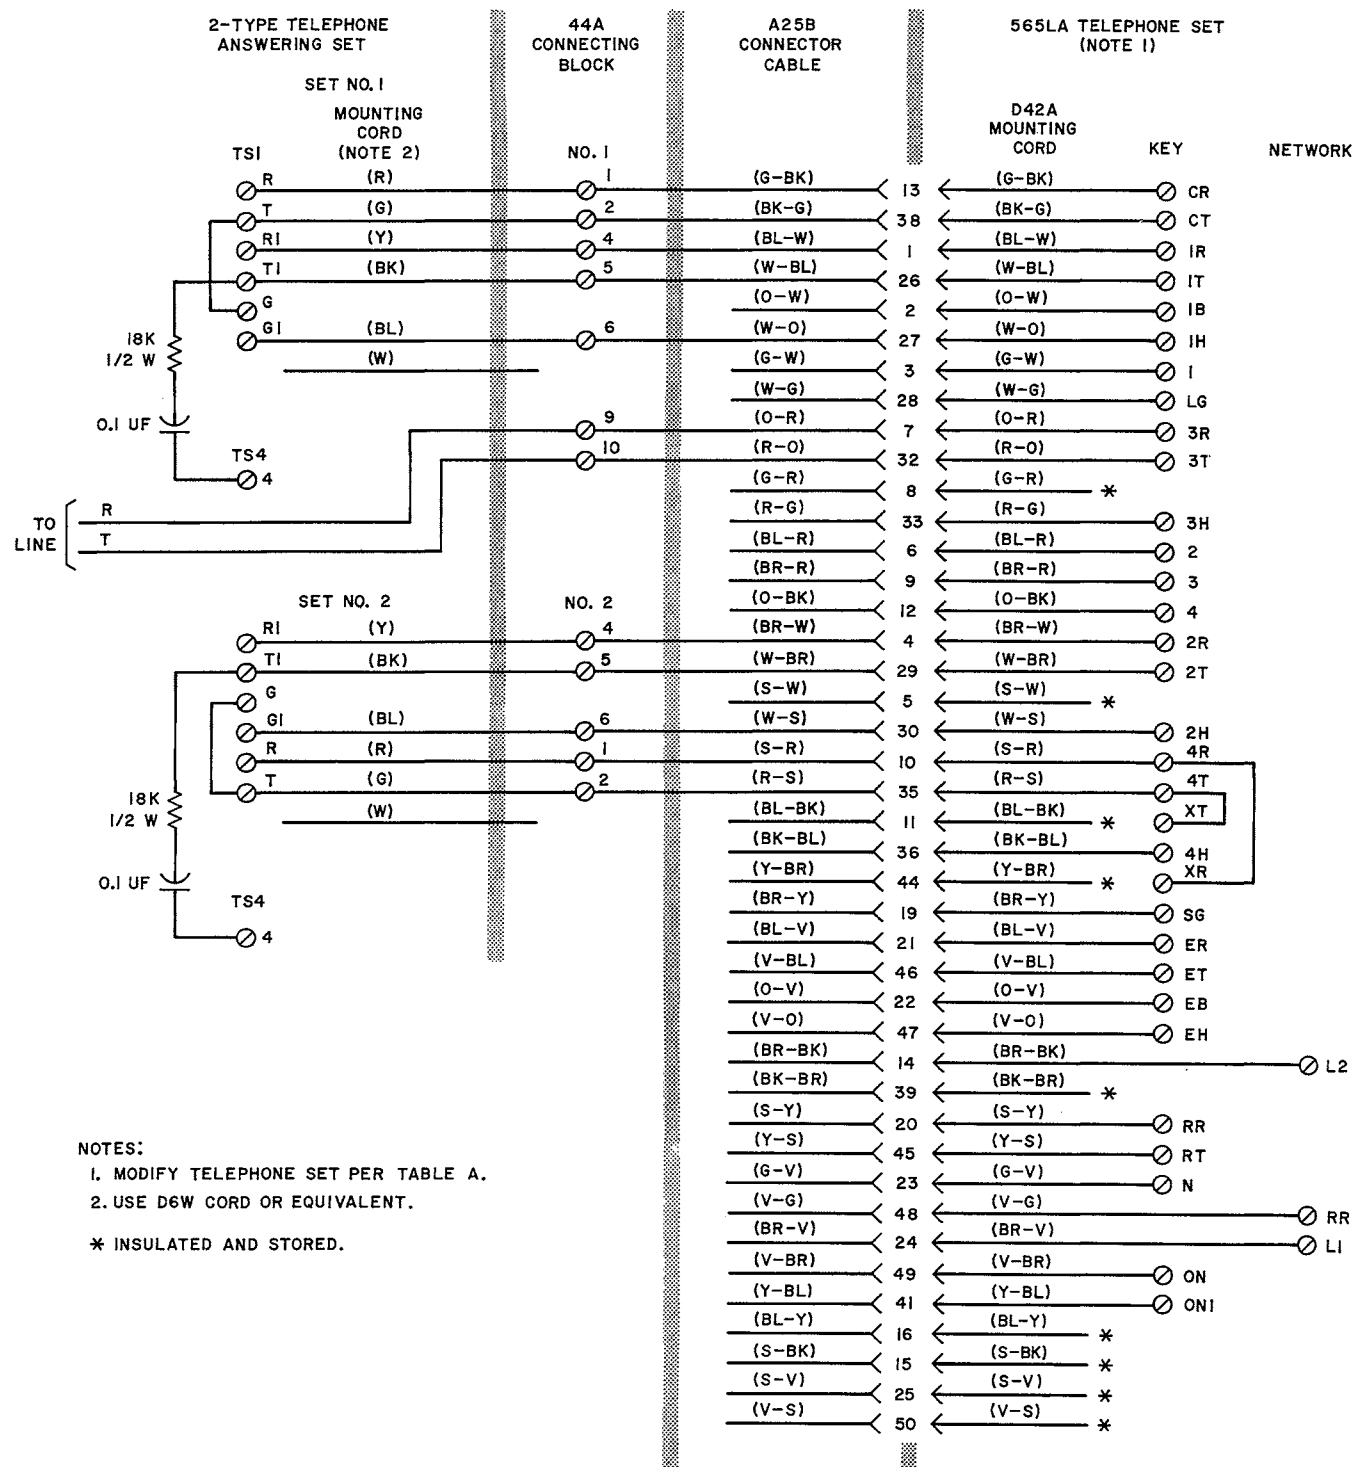 2-TYPE TELEPHONE
ANSWERING SET
44A
CONNECTING
BLOCK
A25B
CONNECTOR
CABLE
565LA TELEPHONE SET
(NOTE 1)
SET NO. 1
MOUNTING
CORD
(NOTE 2)
D42A
MOUNTING
CORD
TS1 NO. 1 KEY NETWORK
R (R) 1 (G-BK) 13 (G-BK) CR
T (G) 2 (BK-G) 38 (BK-G) CT
R1 (Y) 4 (BL-W) 1 (BL-W) 1R
T1 (BK) 5 (W-BL) 26 (W-BL) 1T
G (O-W) 2 (O-W) 1B
G1 (BL) 6 (W-O) 27 (W-O) 1H
18K
1/2 W
(W) (G-W) 3 (G-W) 1
(W-G) 28 (W-G) LG
0.1 UF 9 (O-R) 7 (O-R) 3R
10 (R-O) 32 (R-O) 3T
TS4
4
(G-R) 8 (G-R) *
TO
LINE
R
T
(R-G) 33 (R-G) 3H
(BL-R) 6 (BL-R) 2
(BR-R) 9 (BR-R) 3
SET NO. 2 NO. 2
(O-BK) 12 (O-BK) 4
R1 (Y) 4 (BR-W) 4 (BR-W) 2R
T1 (BK) 5 (W-BR) 29 (W-BR) 2T
G (S-W) 5 (S-W) *
G1 (BL) 6 (W-S) 30 (W-S) 2H
R (R) 1 (S-R) 10 (S-R) 4R
T (G) 2 (R-S) 35 (R-S) 4T
18K
1/2 W
(W) (BL-BK) 11 (BL-BK) * XT
(BK-BL) 36 (BK-BL) 4H
0.1 UF (Y-BR) 44 (Y-BR) * XR
TS4
4
(BR-Y) 19 (BR-Y) SG
(BL-V) 21 (BL-V) ER
(V-BL) 46 (V-BL) ET
(O-V) 22 (O-V) EB
(V-O) 47 (V-O) EH
(BR-BK) 14 (BR-BK) L2
(BK-BR) 39 (BK-BR) *
(S-Y) 20 (S-Y) RR
(Y-S) 45 (Y-S) RT
(G-V) 23 (G-V) N
(V-G) 48 (V-G) RR
(BR-V) 24 (BR-V) L1
(V-BR) 49 (V-BR) ON
(Y-BL) 41 (Y-BL) ON1
(BL-Y) 16 (BL-Y) *
(S-BK) 15 (S-BK) *
(S-V) 25 (S-V) *
(V-S) 50 (V-S) *
NOTES:
1. MODIFY TELEPHONE SET PER TABLE A.
2. USE D6W CORD OR EQUIVALENT.
* INSULATED AND STORED.